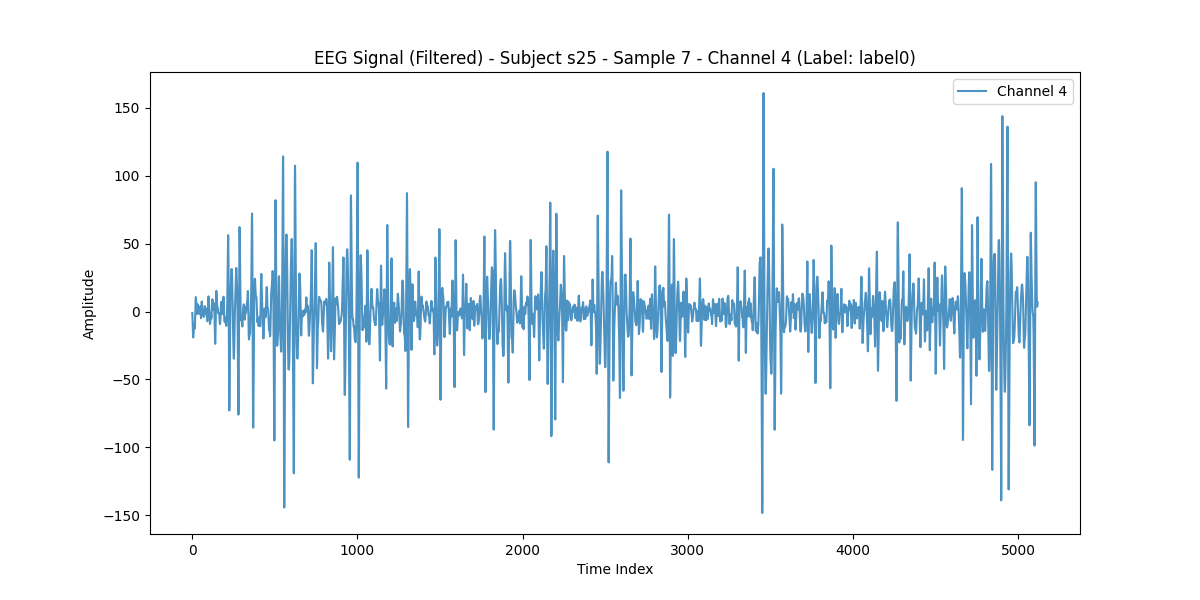 EEG Signal (Filtered) - Subject s25 - Sample 7 - Channel 4 (Label: label0)
Channel 4
150
100
50
0
−50
−100
−150
Amplitude
0 1000 2000 3000 4000 5000
Time Index